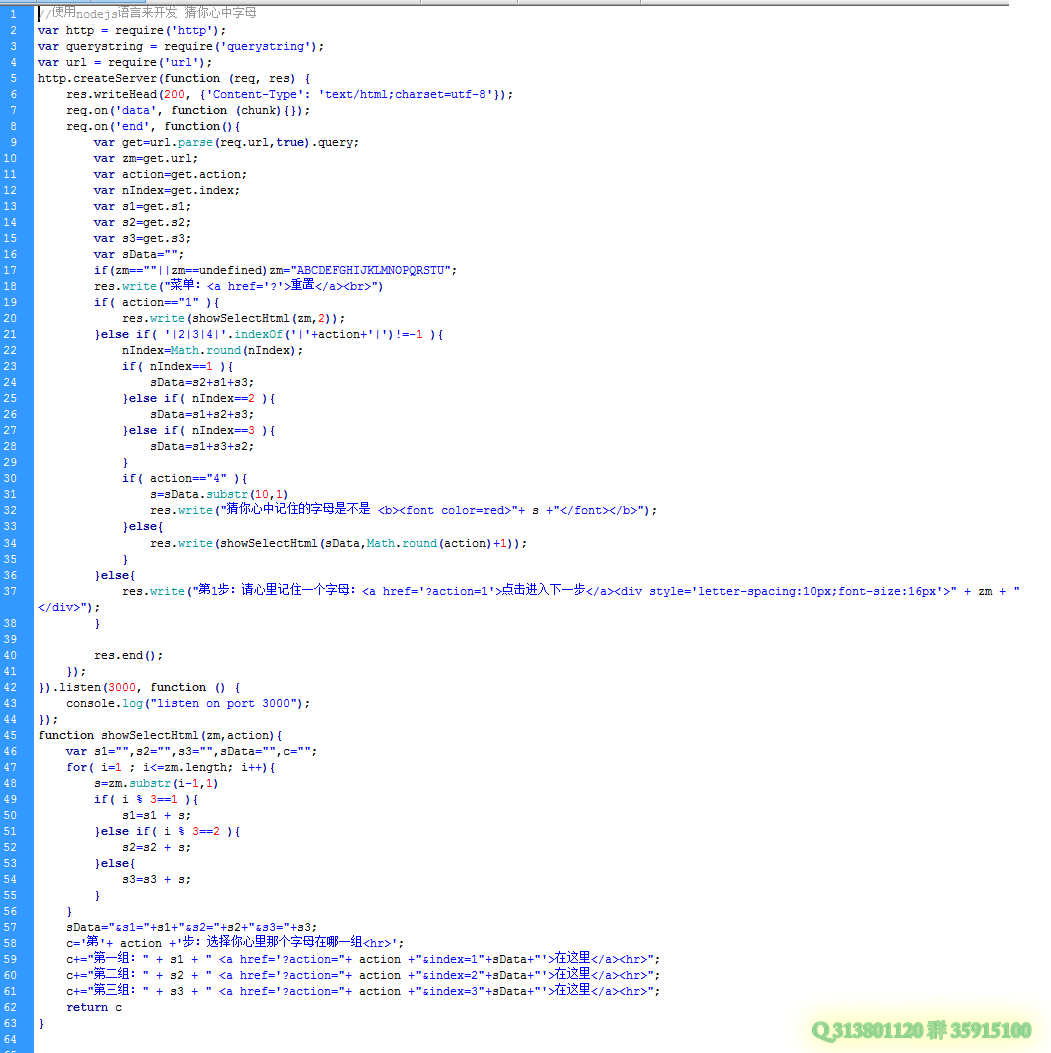 1 //使用nodejs语言来开发 猜你心中字母
2 var http = require('http');
3 var querystring = require('querystring');
4 var url = require('url');
5 http.createServer(function (req, res) {
6     res.writeHead(200, {'Content-Type': 'text/html;charset=utf-8'});
7     req.on('data', function (chunk){});
8     req.on('end', function(){
9         var get=url.parse(req.url,true).query;
10         var zm=get.url;
11         var action=get.action;
12         var nIndex=get.index;
13         var s1=get.s1;
14         var s2=get.s2;
15         var s3=get.s3;
16         var sData="";
17         if(zm==""||zm==undefined)zm="ABCDEFGHIJKLMNOPQRSTU";
18         res.write("菜单：<a href='?'>重置</a><br>")
19         if( action=="1" ){
20             res.write(showSelectHtml(zm,2));
21         }else if( '|2|3|4|'.indexOf('|'+action+'|')!=-1 ){
22             nIndex=Math.round(nIndex);
23             if( nIndex==1 ){
24                 sData=s2+s1+s3;
25             }else if( nIndex==2 ){
26                 sData=s1+s2+s3;
27             }else if( nIndex==3 ){
28                 sData=s1+s3+s2;
29             }
30             if( action=="4" ){
31                 s=sData.substr(10,1)
32                 res.write("猜你心中记住的字母是不是 <b><font color=red>"+ s +"</font></b>");
33             }else{
34                 res.write(showSelectHtml(sData,Math.round(action)+1));
35             }
36         }else{
37             res.write("第1步：请心里记住一个字母：<a href='?action=1'>点击进入下一步</a><div style='letter-spacing:10px;font-size:16px'>" + zm + "
</div>");
38         }
39
40         res.end();
41     });
42 }).listen(3000, function () {
43     console.log("listen on port 3000");
44 });
45 function showSelectHtml(zm,action){
46     var s1="",s2="",s3="",sData="",c="";
47     for( i=1 ; i<=zm.length; i++){
48         s=zm.substr(i-1,1)
49         if( i % 3==1 ){
50             s1=s1 + s;
51         }else if( i % 3==2 ){
52             s2=s2 + s;
53         }else{
54             s3=s3 + s;
55         }
56     }
57     sData="&s1="+s1+"&s2="+s2+"&s3="+s3;
58     c='第'+ action +'步：选择你心里那个字母在哪一组<hr>';
59     c+="第一组：" + s1 + " <a href='?action="+ action +"&index=1"+sData+"'>在这里</a><hr>";
60     c+="第二组：" + s2 + " <a href='?action="+ action +"&index=2"+sData+"'>在这里</a><hr>";
61     c+="第三组：" + s3 + " <a href='?action="+ action +"&index=3"+sData+"'>在这里</a><hr>";
62     return c
63 }
64
Q 313801120 群 35915100